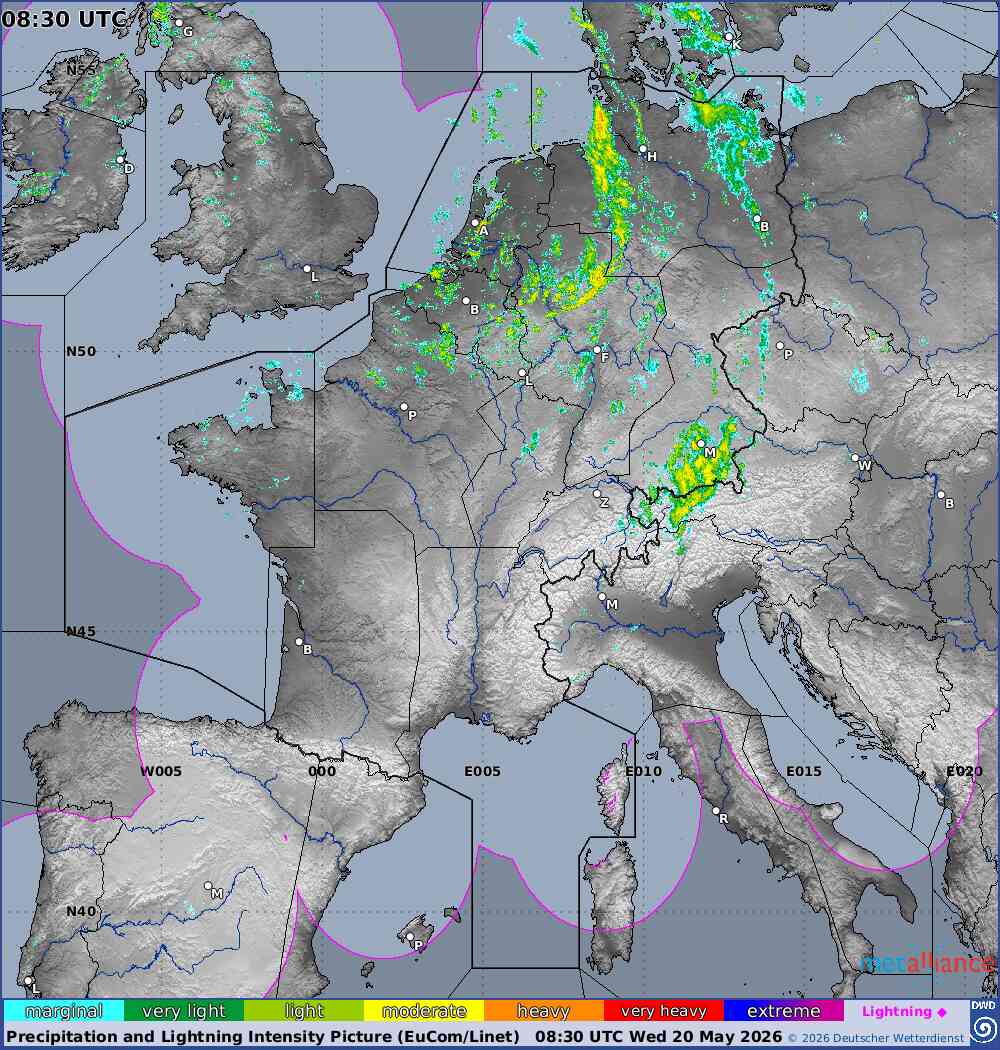 08:30 UTC
G
K
N55
H
D
A
B
L
B
N50
P
F
L
P
M
W
Z
B
M
N45
B
W005
000
E005
E010
E015
E020
R
M
N40
P
L
metalliance
marginal very light light moderate heavy very heavy extreme Lightning ◆
DWD
Precipitation and Lightning Intensity Picture (EuCom/Linet) 08:30 UTC Wed 20 May 2026 © 2026 Deutscher Wetterdienst